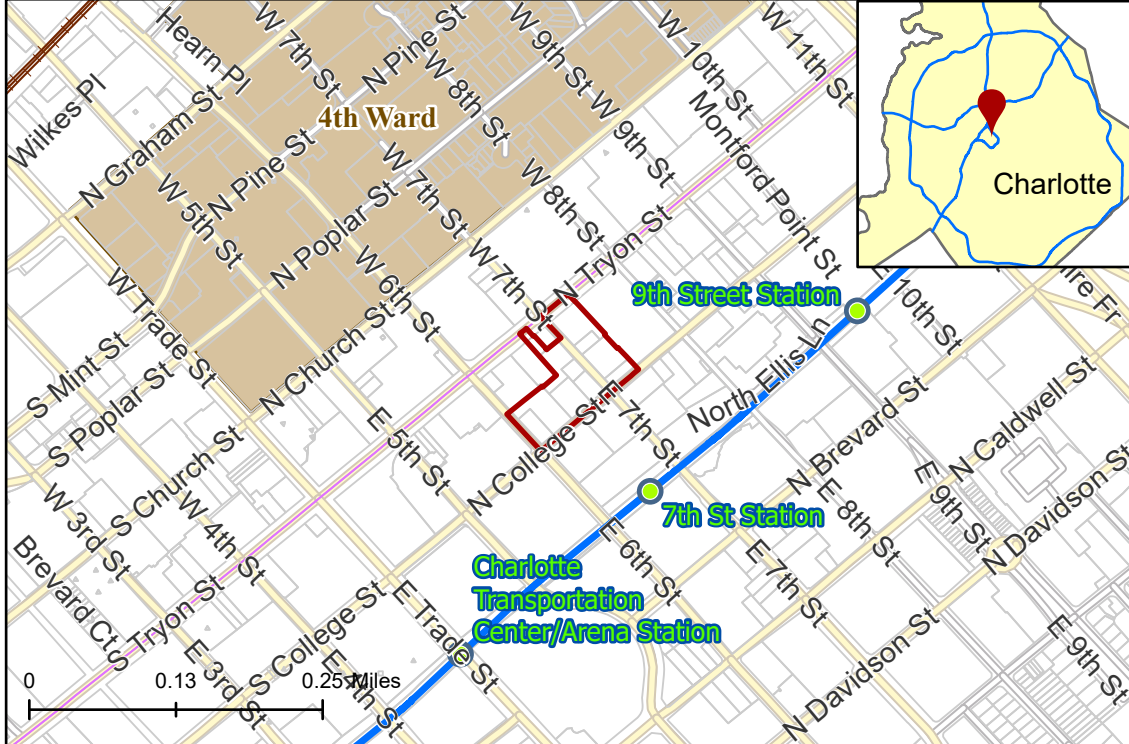 Hearn Pl
W 7th St
N Pine St
W 9th St
W 10th St
W 11th St
Wilkes Pl
4th Ward
W 8th St
W 9th St
Montford Point St
Charlotte
N Graham St
N Pine St
W 7th St
W 8th St
W 5th St
N Poplar St
W 6th St
W 7th St
N Tryon St
9th Street Station
10th St
W Trade St
N Church St
S Mint St
S Poplar St
E 5th St
N College St
E 7th St
North Ellis Ln
N Brevard St
N Caldwell St
S Church St
W 3rd St
W 4th St
7th St Station
E 8th St
E 9th St
N Davidson St
Brevard Ct
S Tryon St
Charlotte
Transportation
Center/Arena Station
E 6th St
E 7th St
E Trade St
S College St
E 3rd St
E 4th St
N Davidson St
E 9th St
0 0.13 0.25 Miles